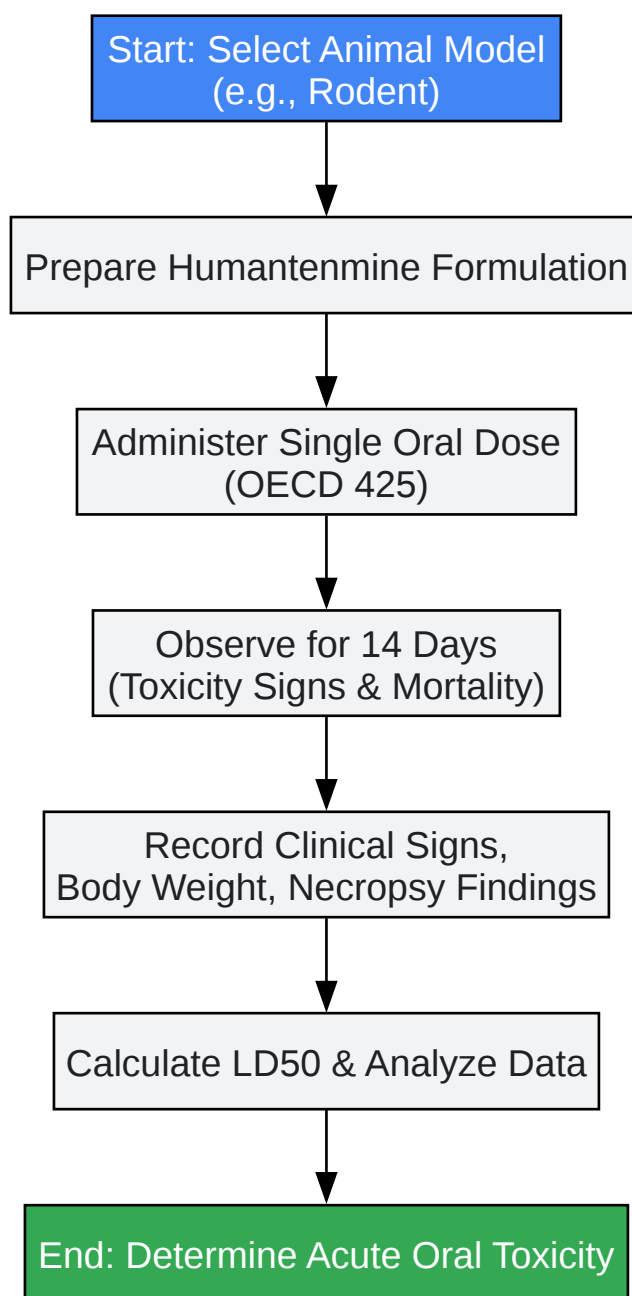 Start: Select Animal Model
(e.g., Rodent)
Prepare Humantenmine Formulation
Administer Single Oral Dose
(OECD 425)
Observe for 14 Days
(Toxicity Signs & Mortality)
Record Clinical Signs,
Body Weight, Necropsy Findings
Calculate LD50 & Analyze Data
End: Determine Acute Oral Toxicity